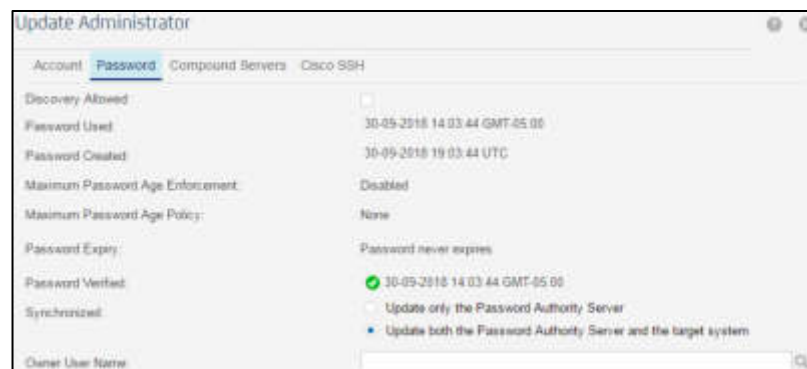 Update Administrator
Account Password Compound Servers Cisco SSH
Discovery Allowed:
Password Used: 30-09-2018 14:03:44 GMT-05:00
Password Created: 30-09-2018 19:03:44 UTC
Maximum Password Age Enforcement: Disabled
Maximum Password Age Policy: None
Password Expiry: Password never expires
Password Verified: 30-09-2018 14:03:44 GMT-05:00
Synchronized: Update only the Password Authority Server
Update both the Password Authority Server and the target system
Owner User Name: